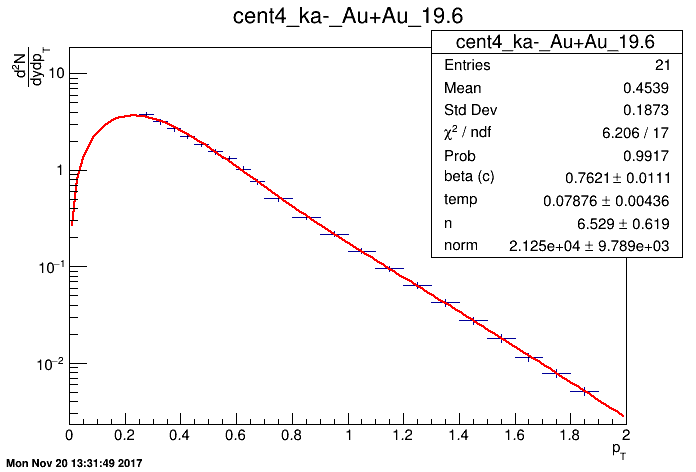 cent4_ka-_Au+Au_19.6
d²N
dydp_T
cent4_ka-_Au+Au_19.6
Entries 21
Mean 0.4539
Std Dev 0.1873
χ² / ndf 6.206 / 17
Prob 0.9917
beta (c) 0.7621 ± 0.0111
temp 0.07876 ± 0.00436
n 6.529 ± 0.619
norm 2.125e+04 ± 9.789e+03
10
1
10⁻¹
10⁻²
0 0.2 0.4 0.6 0.8 1 1.2 1.4 1.6 1.8 2
p_T
Mon Nov 20 13:31:49 2017